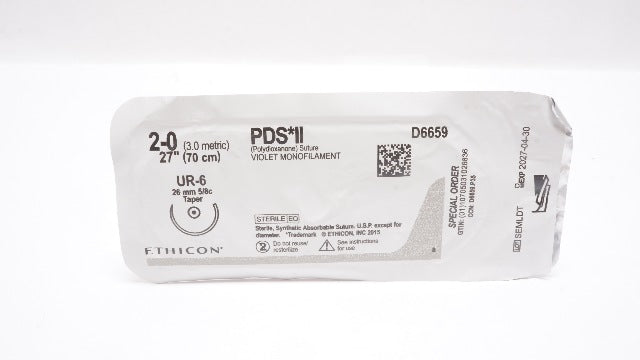 2-0 (3.0 metric)
27" (70 cm)
PDS*II
(Polydioxanone) Suture
VIOLET MONOFILAMENT
D6659
UR-6
26 mm 5/8c
Taper
STERILE EO
Sterile, Synthetic Absorbable Suture. U.S.P. except for
diameter. *Trademark © ETHICON, INC 2015
Do not reuse/
resterilize
See instructions
for use
ETHICON
SPECIAL ORDER
EXP 2027-04-30
LOT SEMLDT